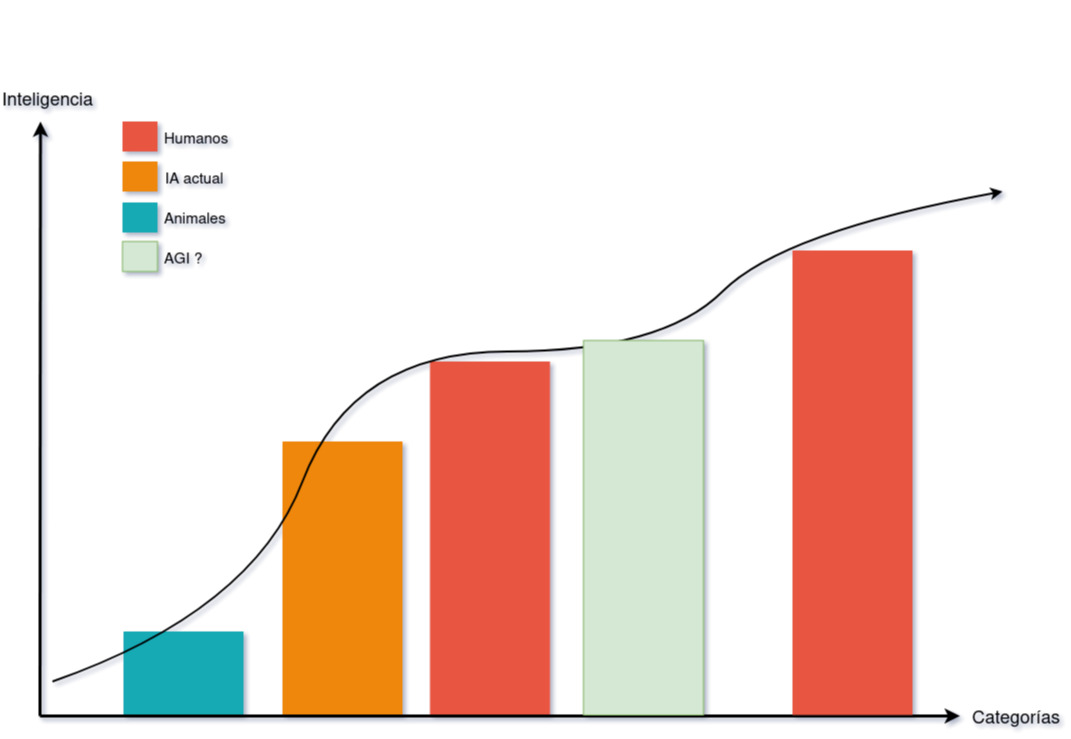 Inteligencia
Humanos
IA actual
Animales
AGI ?
Categorías